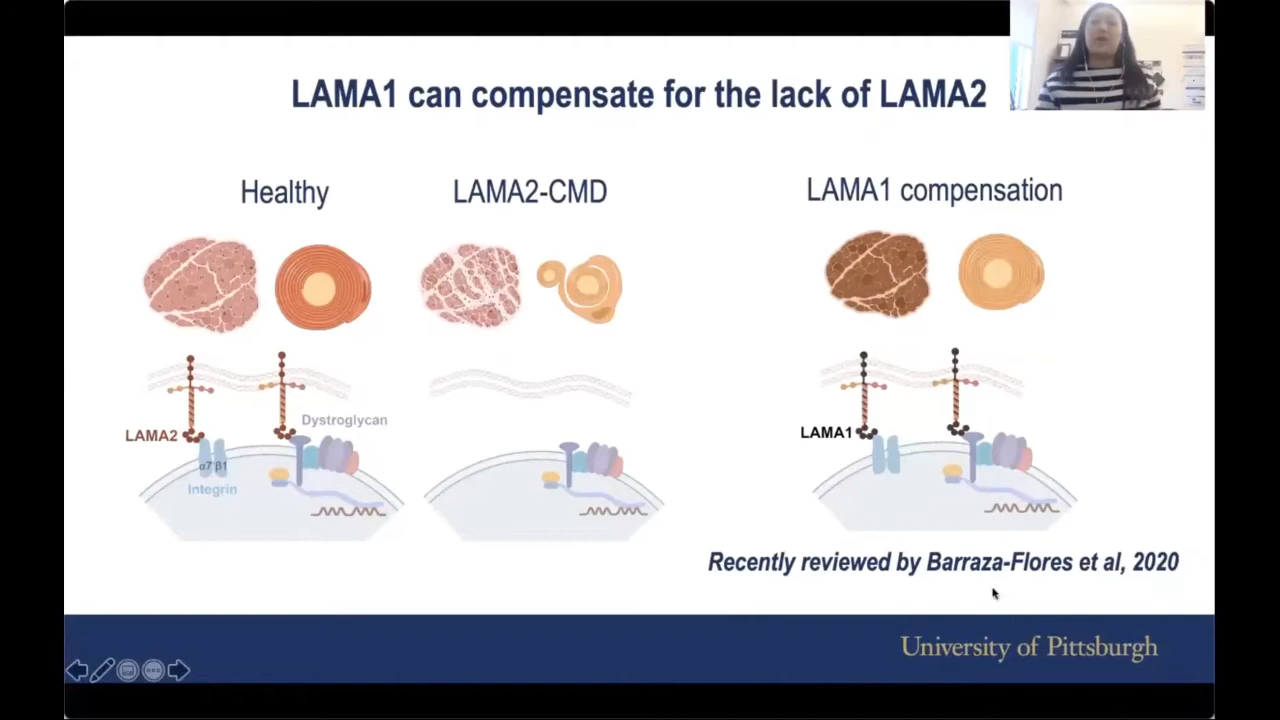 LAMA1 can compensate for the lack of LAMA2
Healthy
LAMA2-CMD
LAMA1 compensation
LAMA2
Dystroglycan
α7 β1
Integrin
LAMA1
Recently reviewed by Barraza-Flores et al, 2020
University of Pittsburgh